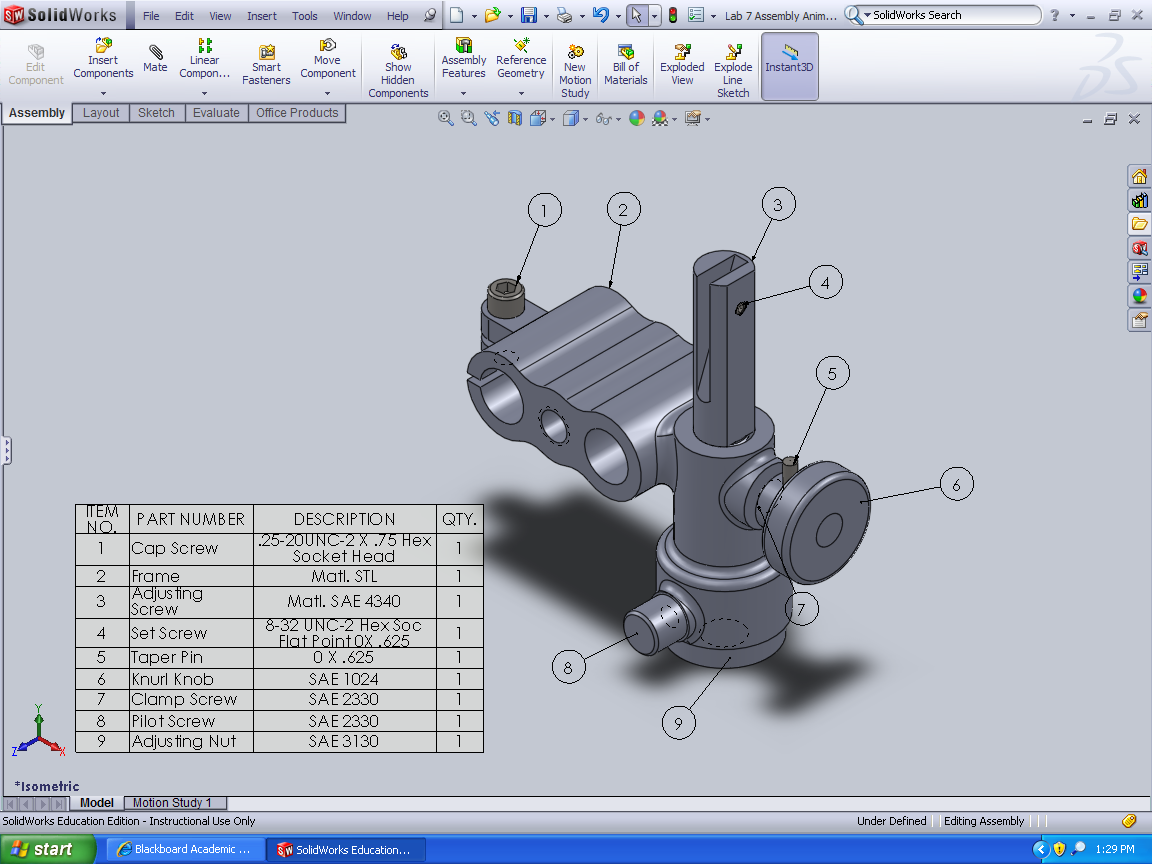 SolidWorks File Edit View Insert Tools Window Help Lab 7 Assembly Anim... SolidWorks Search ?
Edit Component
Insert Components
Mate
Linear Compon...
Smart Fasteners
Move Component
Show Hidden Components
Assembly Features
Reference Geometry
New Motion Study
Bill of Materials
Exploded View
Explode Line Sketch
Instant3D
Assembly Layout Sketch Evaluate Office Products
1
2
3
4
5
6
7
8
9
ITEM NO. PART NUMBER DESCRIPTION QTY.
1 Cap Screw .25-20UNC-2 X .75 Hex Socket Head 1
2 Frame Matl. STL 1
3 Adjusting Screw Matl. SAE 4340 1
4 Set Screw 8-32 UNC-2 Hex Soc Flat Point 0X .625 1
5 Taper Pin 0 X .625 1
6 Knurl Knob SAE 1024 1
7 Clamp Screw SAE 2330 1
8 Pilot Screw SAE 2330 1
9 Adjusting Nut SAE 3130 1
Y
Z X
*Isometric
Model Motion Study 1
SolidWorks Education Edition - Instructional Use Only Under Defined Editing Assembly
start Blackboard Academic ... SolidWorks Education... 1:29 PM